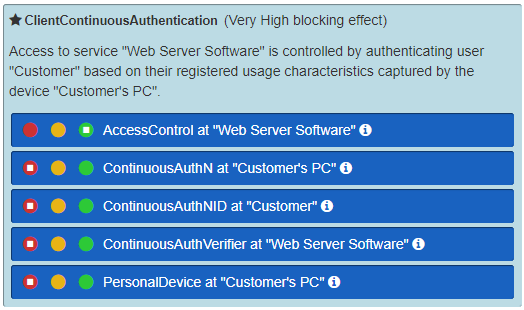 ClientContinuousAuthentication (Very High blocking effect)
Access to service "Web Server Software" is controlled by authenticating user
"Customer" based on their registered usage characteristics captured by the
device "Customer's PC".
AccessControl at "Web Server Software"
ContinuousAuthN at "Customer's PC"
ContinuousAuthNID at "Customer"
ContinuousAuthVerifier at "Web Server Software"
PersonalDevice at "Customer's PC"